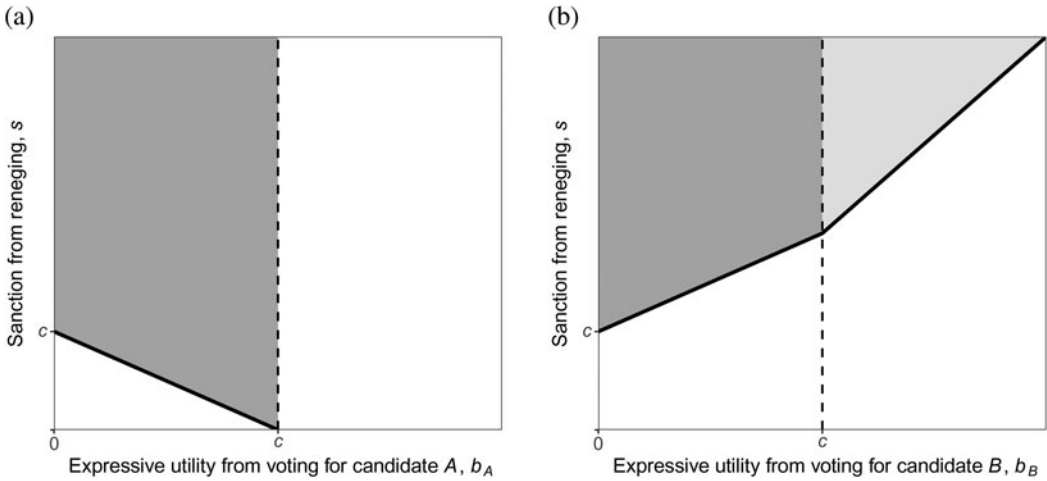 (a)
Sanction from reneging, s
c
0
c
Expressive utility from voting for candidate A, b_A
(b)
Sanction from reneging, s
c
0
c
Expressive utility from voting for candidate B, b_B